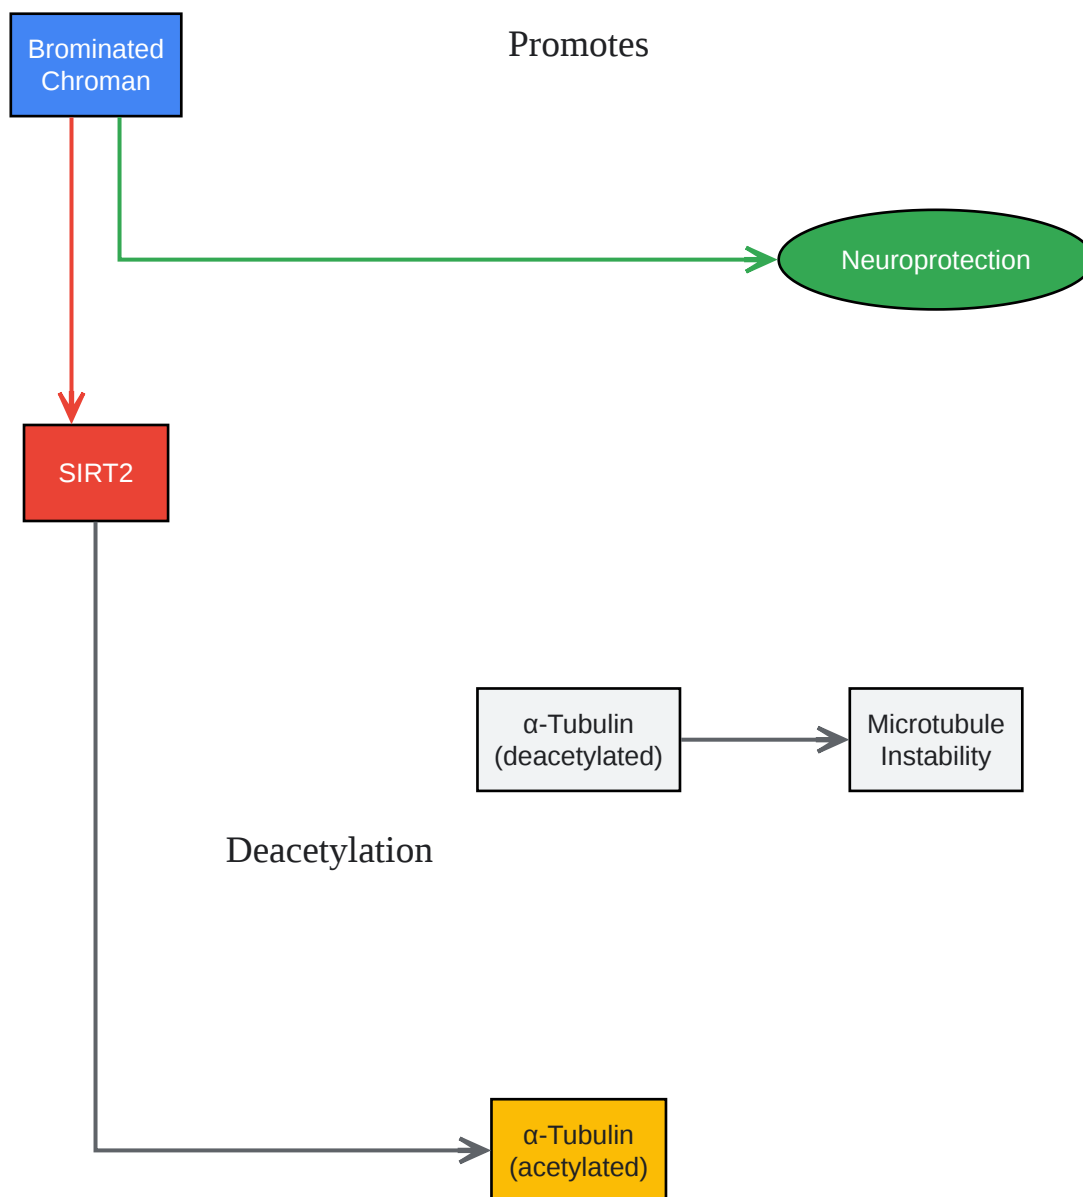 Brominated
Chroman
Promotes
Neuroprotection
SIRT2
α-Tubulin
(deacetylated)
Microtubule
Instability
Deacetylation
α-Tubulin
(acetylated)